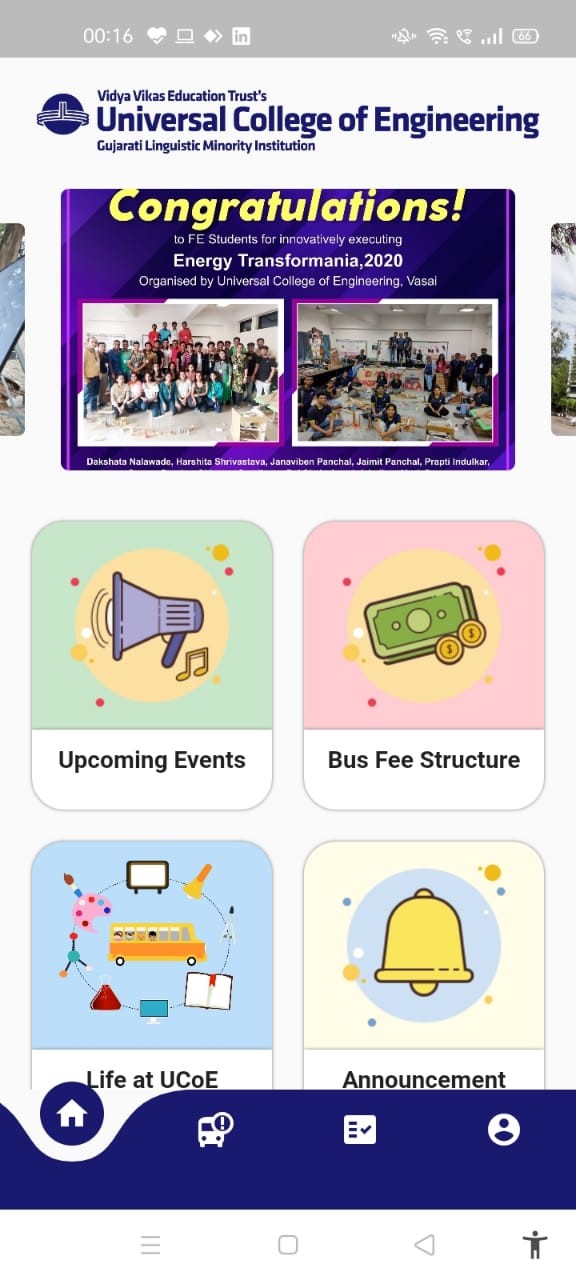 00:16
66
Vidya Vikas Education Trust's
Universal College of Engineering
Gujarati Linguistic Minority Institution
Congratulations!
to FE Students for innovatively executing
Energy Transformania,2020
Organised by Universal College of Engineering, Vasai
Dakshata Nalawade, Harshita Shrivastava, Janaviben Panchal, Jaimit Panchal, Prapti Indulkar,
Upcoming Events
Bus Fee Structure
Life at UCoE
Announcement